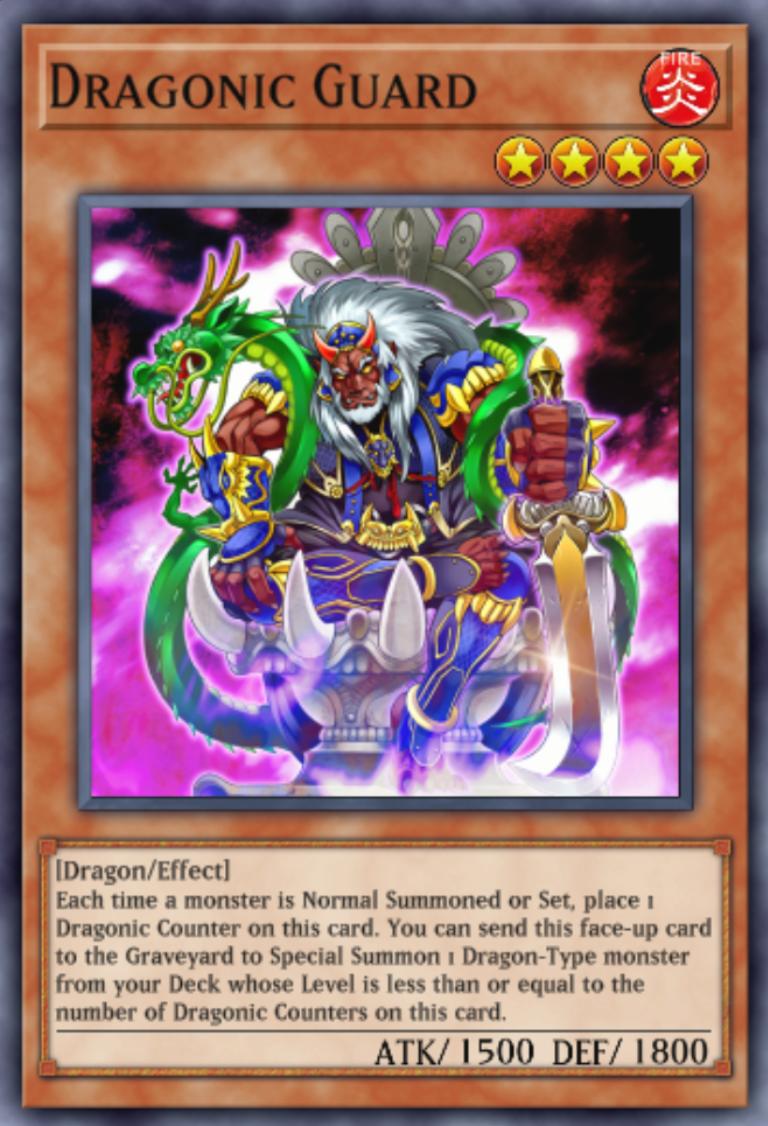 Dragonic Guard
FIRE
炎
[Dragon/Effect]
Each time a monster is Normal Summoned or Set, place 1
Dragonic Counter on this card. You can send this face-up card
to the Graveyard to Special Summon 1 Dragon-Type monster
from your Deck whose Level is less than or equal to the
number of Dragonic Counters on this card.
ATK/ 1500 DEF/ 1800